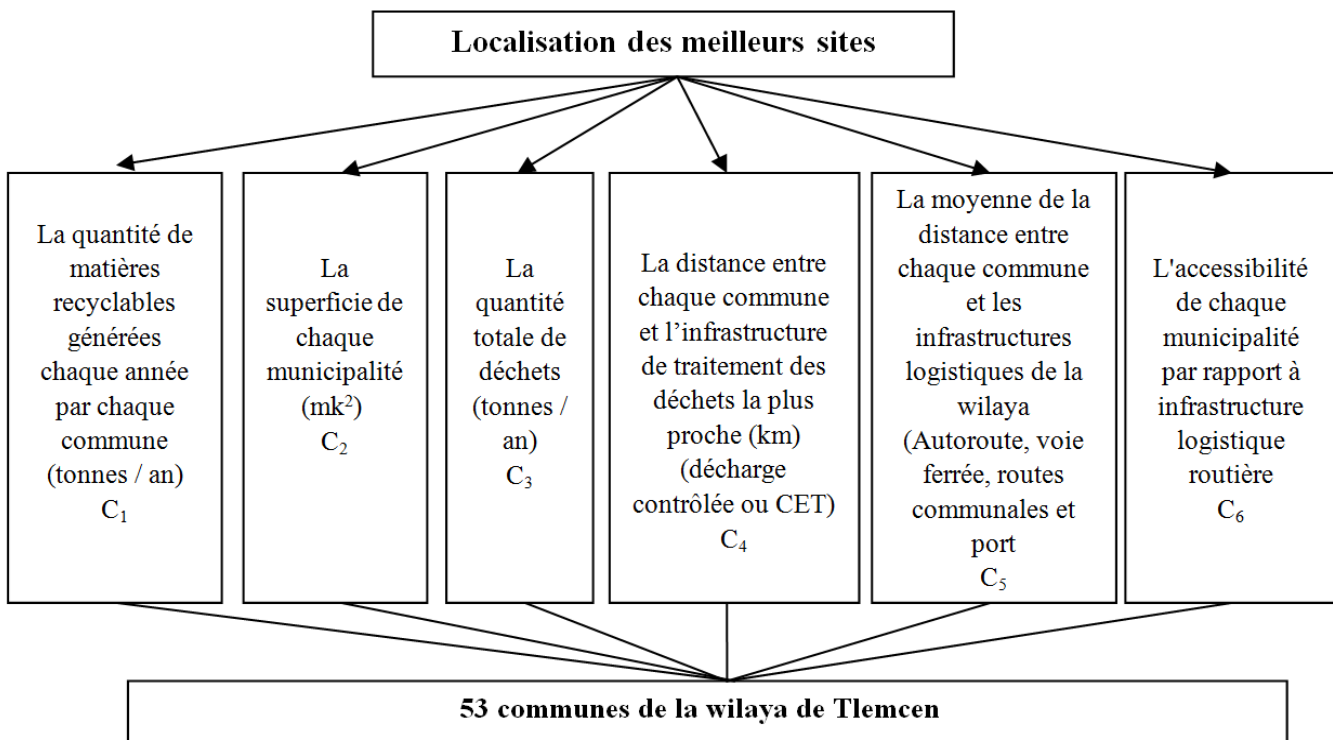 Localisation des meilleurs sites
La quantité de
matières
recyclables
générées
chaque année
par chaque
commune
(tonnes / an)
C₁
La
superficie de
chaque
municipalité
(mk²)
C₂
La
quantité
totale de
déchets
(tonnes /
an)
C₃
La distance entre
chaque commune
et l’infrastructure
de traitement des
déchets la plus
proche (km)
(décharge
contrôlée ou CET)
C₄
La moyenne de la
distance entre
chaque commune
et les
infrastructures
logistiques de la
wilaya
(Autoroute, voie
ferrée, routes
communales et
port
C₅
L'accessibilité
de chaque
municipalité
par rapport à
infrastructure
logistique
routière
C₆
53 communes de la wilaya de Tlemcen